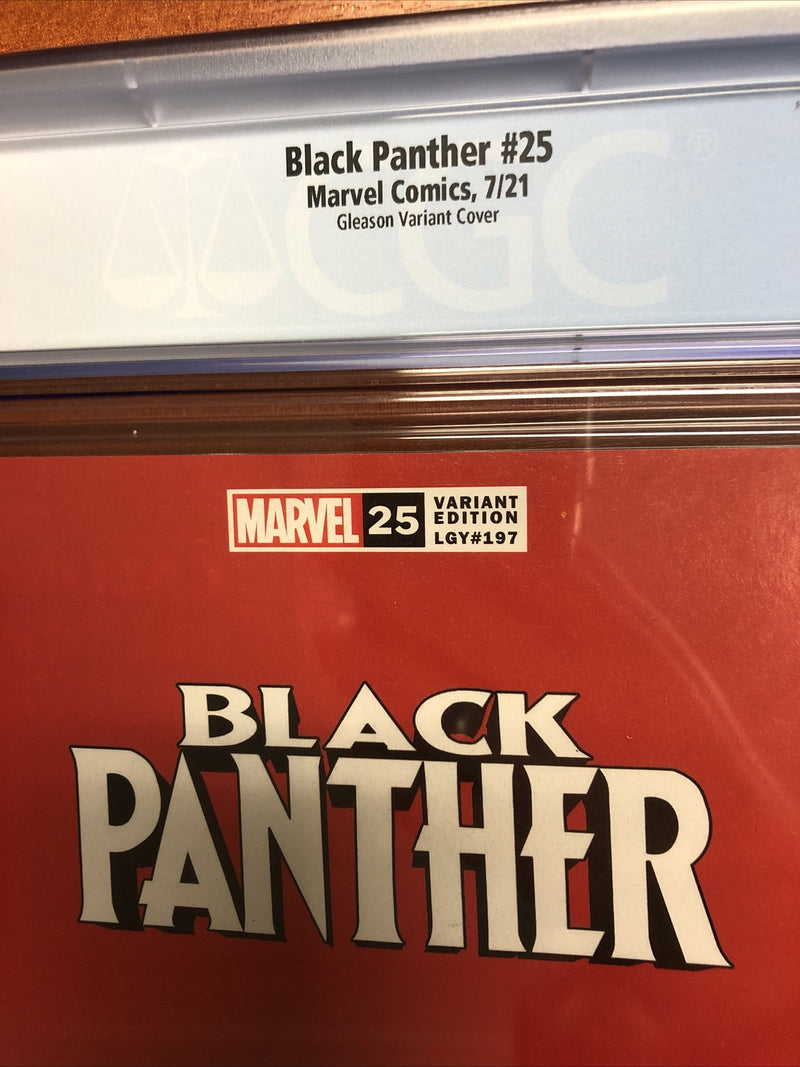 Black Panther #25
Marvel Comics, 7/21
Gleason Variant Cover
CGC®
MARVEL 25 VARIANT
EDITION
LGY#197
BLACK
PANTHER